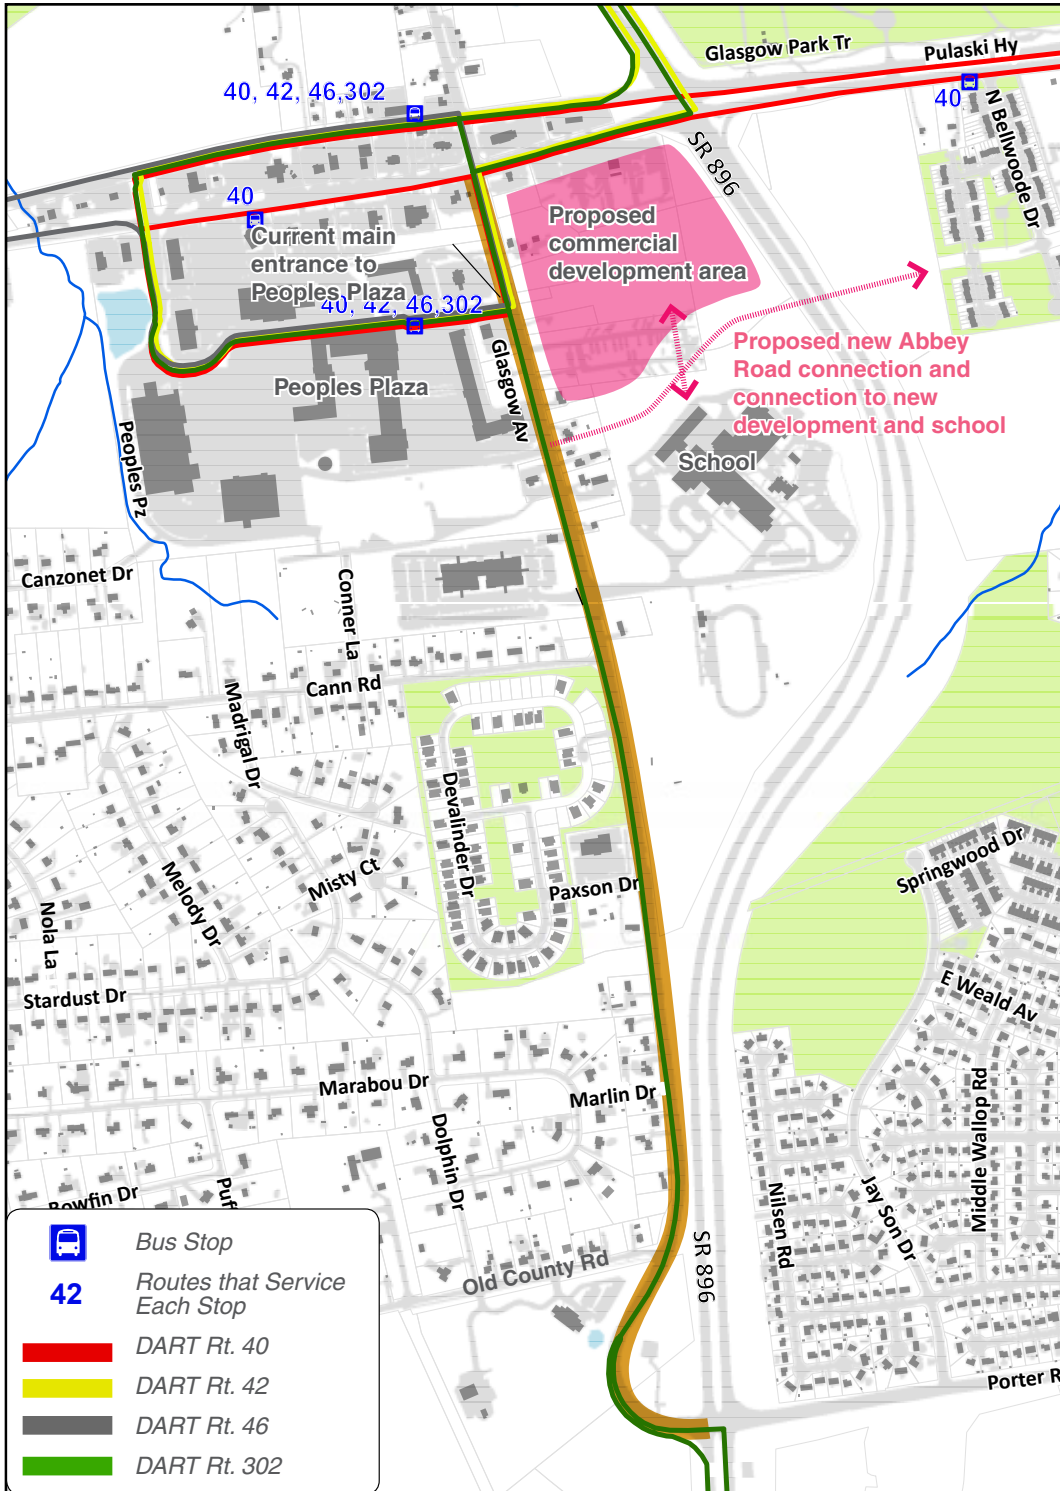 Glasgow Park Tr
Pulaski Hy
40, 42, 46,302
40
N Bellwoode Dr
SR 896
40
Proposed
commercial
development area
Current main
entrance to
Peoples Plaza
40, 42, 46,302
Proposed new Abbey
Road connection and
connection to new
development and school
Glasgow Av
Peoples Plaza
School
Peoples Pz
Canzonet Dr
Conner La
Cann Rd
Madrigal Dr
Devalinder Dr
Misty Ct
Melody Dr
Paxson Dr
Springwood Dr
Nola La
Stardust Dr
E Weald Av
Marabou Dr
Marlin Dr
Middle Wallop Rd
Dolphin Dr
Bowfin Dr
Puf
Nilsen Rd
Jay Son Dr
SR 896
Old County Rd
Porter R
Bus Stop
42
Routes that Service
Each Stop
DART Rt. 40
DART Rt. 42
DART Rt. 46
DART Rt. 302